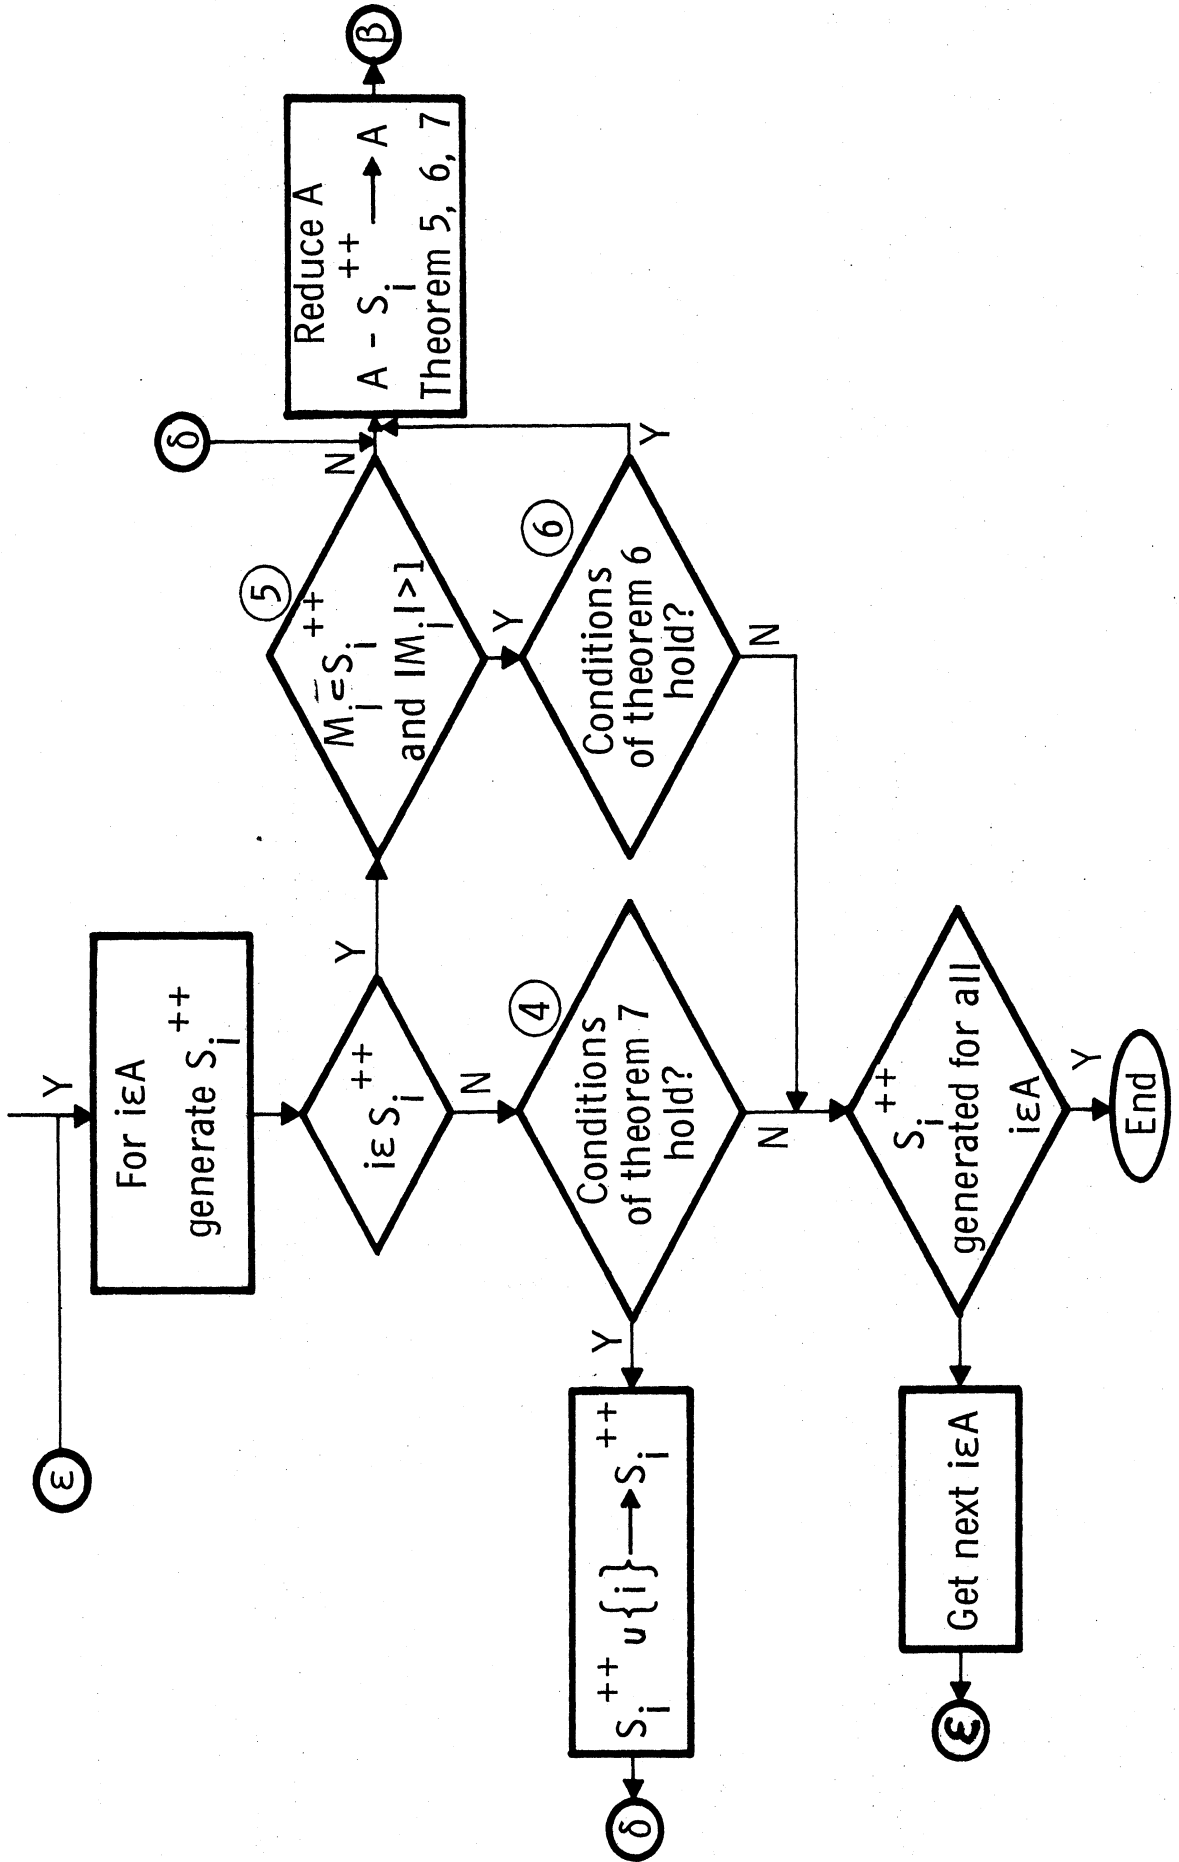 ε
Y
For iεA
generate S_i^++
iεS_i^++
Y
N
⑤
M_i ⊆ S_i^++
and |M_i|>1
N
Y
δ
Reduce A
A - S_i^++ → A
Theorem 5, 6, 7
β
④
Conditions
of theorem 7
hold?
Y
N
⑥
Conditions
of theorem 6
hold?
Y
N
S_i^++ u{i} → S_i^++
δ
S_i^++
generated for all
iεA
Y
End
Get next iεA
ε